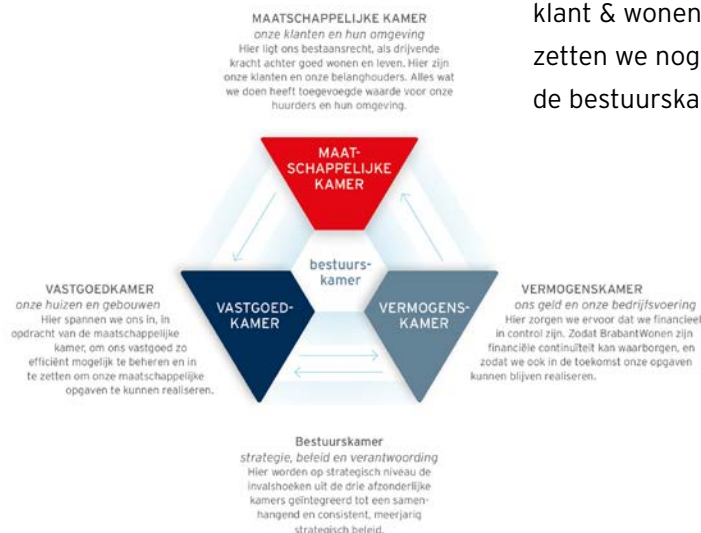 klant & wonen
zetten we nog
de bestuurska
MAATSCHAPPELIJKE KAMER
onze klanten en hun omgeving
Hier ligt ons bestaansrecht, als drijvende
kracht achter goed wonen en leven. Hier zijn
onze klanten en onze belanghouders. Alles wat
we doen heeft toegevoegde waarde voor onze
huurders en hun omgeving.
MAAT-
SCHAPPELIJKE
KAMER
bestuurs-
kamer
VASTGOED-
KAMER
VERMOGENS-
KAMER
VASTGOEDKAMER
onze huizen en gebouwen
Hier spannen we ons in, in
opdracht van de maatschappelijke
kamer, om ons vastgoed zo
efficiënt mogelijk te beheren en in
te zetten om onze maatschappelijke
opgaven te kunnen realiseren.
VERMOGENSKAMER
ons geld en onze bedrijfsvoering
Hier zorgen we ervoor dat we financieel
in control zijn. Zodat BrabantWonen zijn
financiële continuïteit kan waarborgen, en
zodat we ook in de toekomst onze opgaven
kunnen blijven realiseren.
Bestuurskamer
strategie, beleid en verantwoording
Hier worden op strategisch niveau de
invalshoeken uit de drie afzonderlijke
kamers geïntegreerd tot een samen-
hangend en consistent, meerjarig
strategisch beleid.